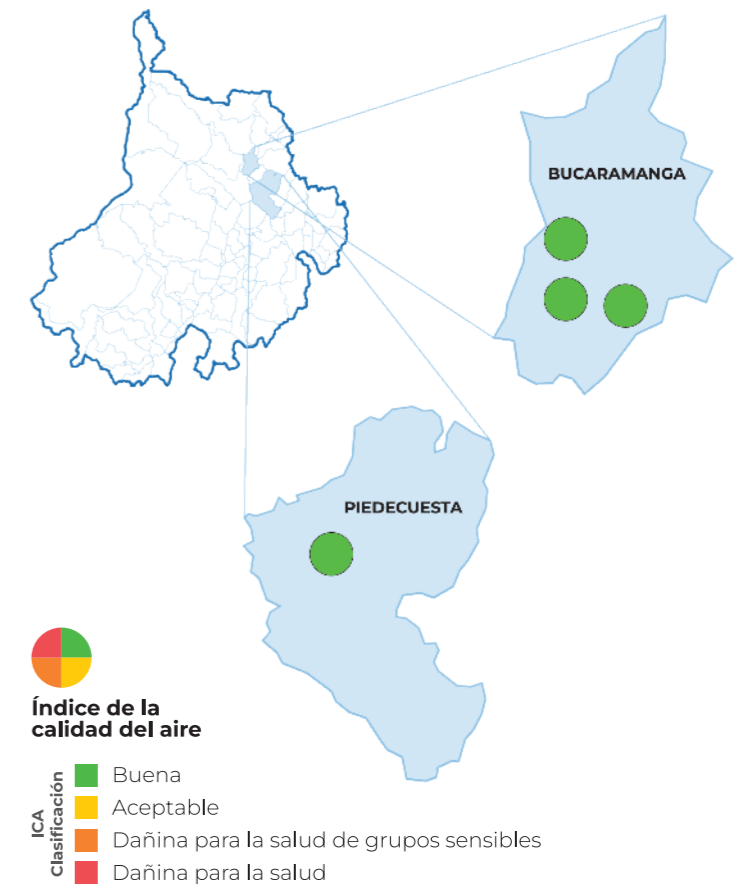 BUCARAMANGA
PIEDECUESTA
Índice de la
calidad del aire
ICA
Clasificación
Buena
Aceptable
Dañina para la salud de grupos sensibles
Dañina para la salud